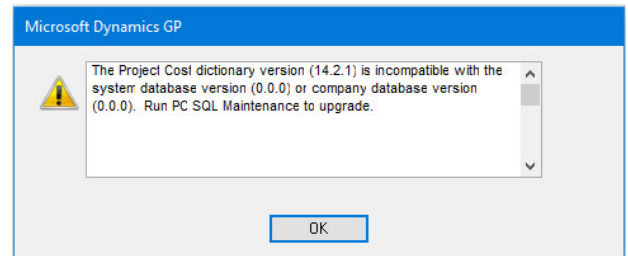 Microsoft Dynamics GP
The Project Cost dictionary version (14.2.1) is incompatible with the
system database version (0.0.0) or company database version
(0.0.0).  Run PC SQL Maintenance to upgrade.
OK